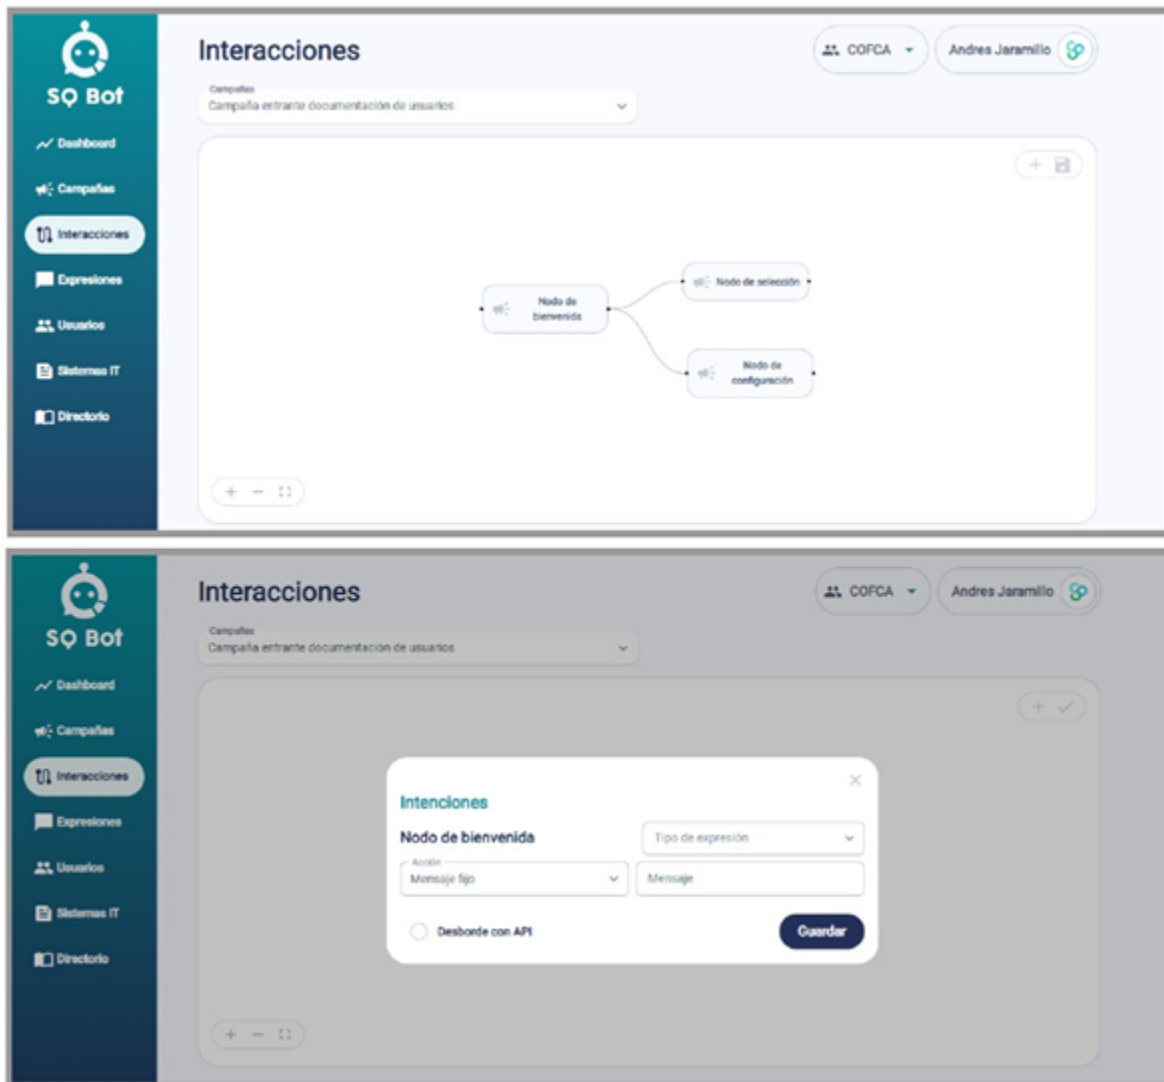 SQ Bot
Dashboard
Campañas
Interacciones
Expresiones
Usuarios
Sistemas IT
Directorio
Interacciones
COFCA
Andres Jaramillo
Campañas
Campaña entrante documentación de usuarios
Nodo de
bienvenida
Nodo de selección
Nodo de
configuración
SQ Bot
Dashboard
Campañas
Interacciones
Expresiones
Usuarios
Sistemas IT
Directorio
Interacciones
COFCA
Andres Jaramillo
Campañas
Campaña entrante documentación de usuarios
Intenciones
Nodo de bienvenida
Tipo de expresión
Acción
Mensaje fijo
Mensaje
Desborde con API
Guardar